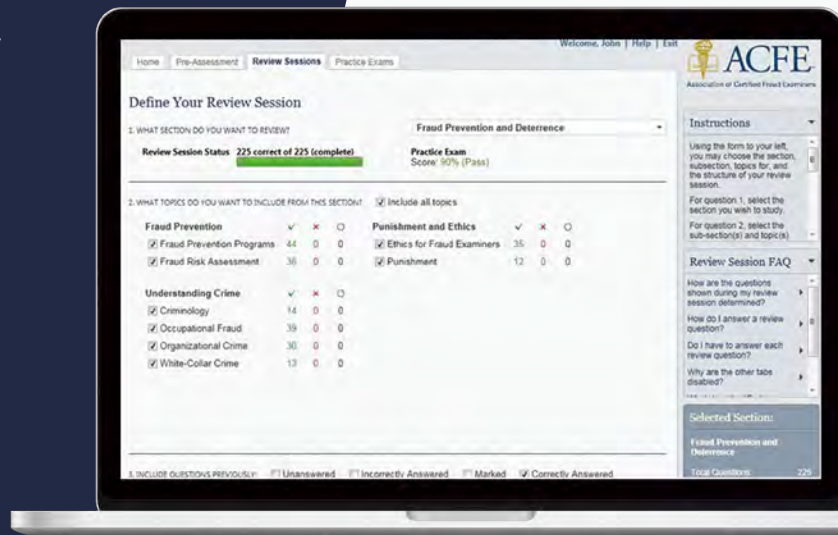 Welcome, John | Help | Exit
Home Pre-Assessment Review Sessions Practice Exams
ACFE
Association of Certified Fraud Examiners
Define Your Review Session
1. WHAT SECTION DO YOU WANT TO REVIEW?
Fraud Prevention and Deterrence
Review Session Status 225 correct of 225 (complete)
Practice Exam
Score: 90% (Pass)
2. WHAT TOPICS DO YOU WANT TO INCLUDE FROM THIS SECTION? Include all topics
Fraud Prevention
Fraud Prevention Programs 44 0 0
Fraud Risk Assessment 38 0 0
Punishment and Ethics
Ethics for Fraud Examiners 35 0 0
Punishment 12 0 0
Understanding Crime
Criminology 14 0 0
Occupational Fraud 39 0 0
Organizational Crime 30 0 0
White-Collar Crime 13 0 0
3. INCLUDE QUESTIONS PREVIOUSLY: Unanswered Incorrectly Answered Marked Correctly Answered
Instructions
Using the form to your left,
you may choose the section,
subsection, topics for, and
the structure of your review
session.
For question 1, select the
section you wish to study.
For question 2, select the
sub-section(s) and topic(s)
Review Session FAQ
How are the questions
shown during my review
session determined?
How do I answer a review
question?
Do I have to answer each
review question?
Why are the other tabs
disabled?
Selected Section:
Fraud Prevention and
Deterrence
Total Questions: 225